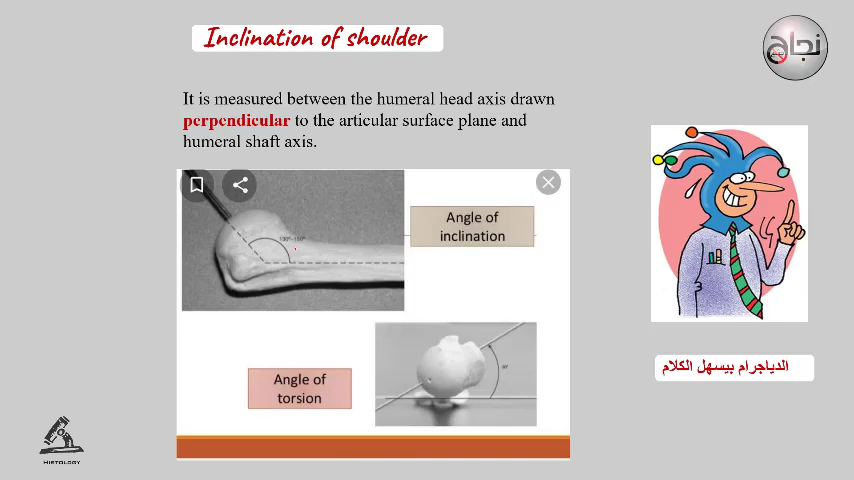 Inclination of shoulder
نجاح
It is measured between the humeral head axis drawn
perpendicular to the articular surface plane and
humeral shaft axis.
Angle of
inclination
Angle of
torsion
الدياجرام بيسهل الكلام
HISTOLOGY